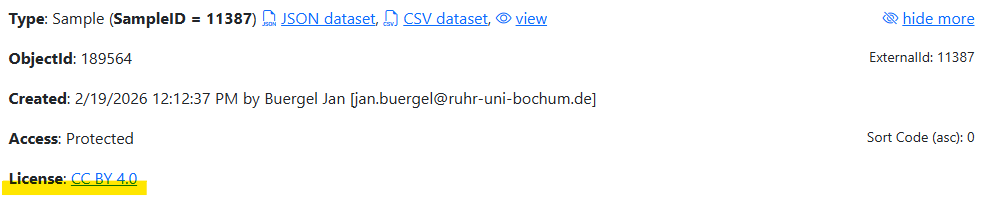 Type: Sample (SampleID = 11387) JSON dataset, CSV dataset, view hide more
ObjectId: 189564 ExternalId: 11387
Created: 2/19/2026 12:12:37 PM by Buergel Jan [jan.buergel@ruhr-uni-bochum.de]
Access: Protected Sort Code (asc): 0
License: CC BY 4.0